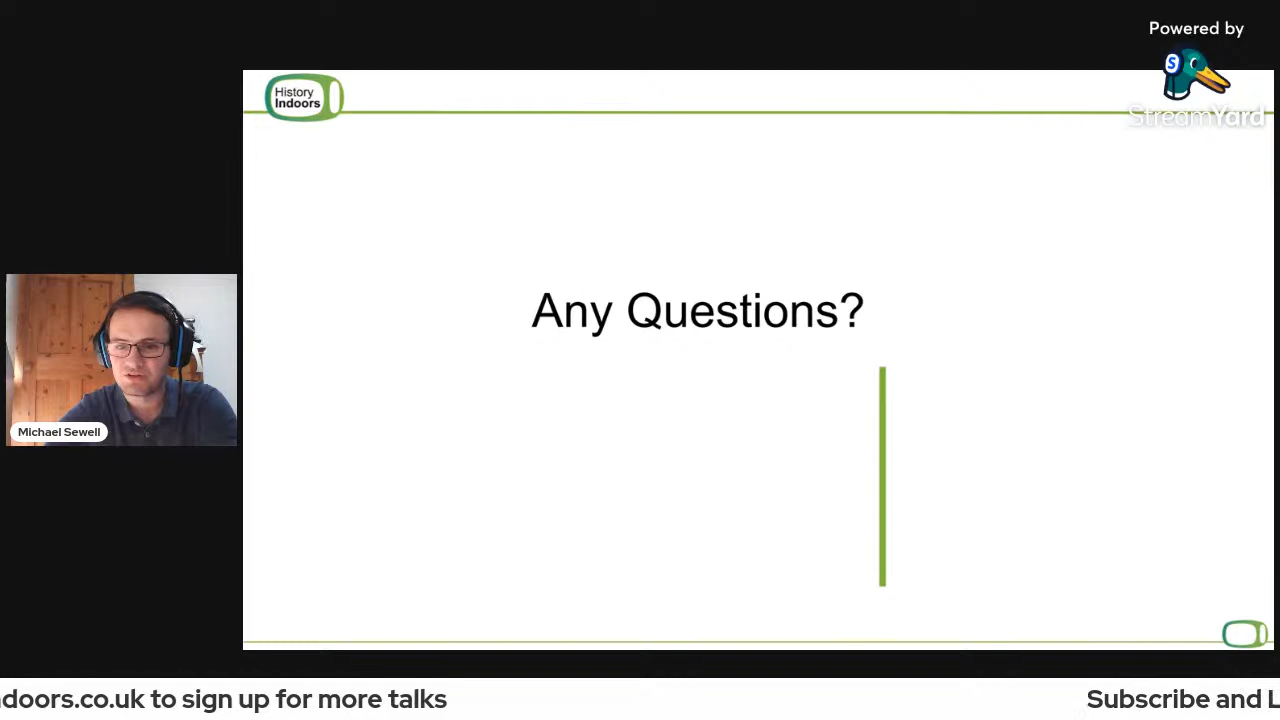 Powered by
S
StreamYard
History
Indoors
Any Questions?
Michael Sewell
ndoors.co.uk to sign up for more talks
Subscribe and L